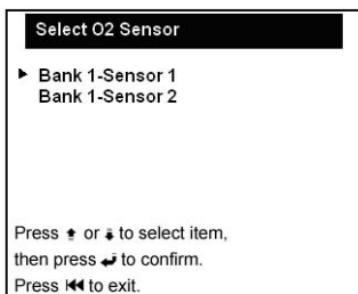 Select O2 Sensor
Bank 1-Sensor 1
Bank 1-Sensor 2
Press ⬆ or ⬇ to select item,
then press ↵ to confirm.
Press ⏮ to exit.